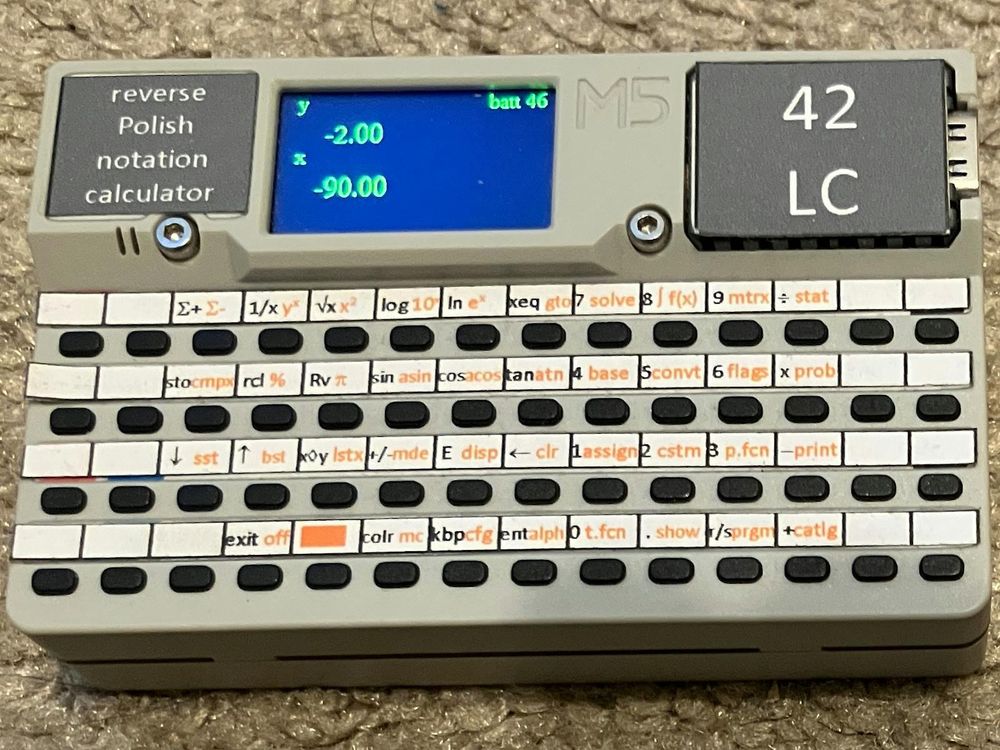 reverse
Polish
notation
calculator
y batt 46
-2.00
x
-90.00
M5
42
LC
Σ+ Σ- 1/x yˣ √x x² log 10ˣ ln eˣ xeq gto 7 solve 8 ∫ f(x) 9 mtrx ÷ stat
sto cmpx rcl % Rv π sin asin cos acos tan atn 4 base 5 convt 6 flags x prob
↓ sst ↑ bst x◊y lstx +/- mde E disp ← clr 1 assign 2 cstm 3 p.fcn – print
exit off colr mc kbp cfg ent alph 0 t.fcn . show r/s prgm + catlg